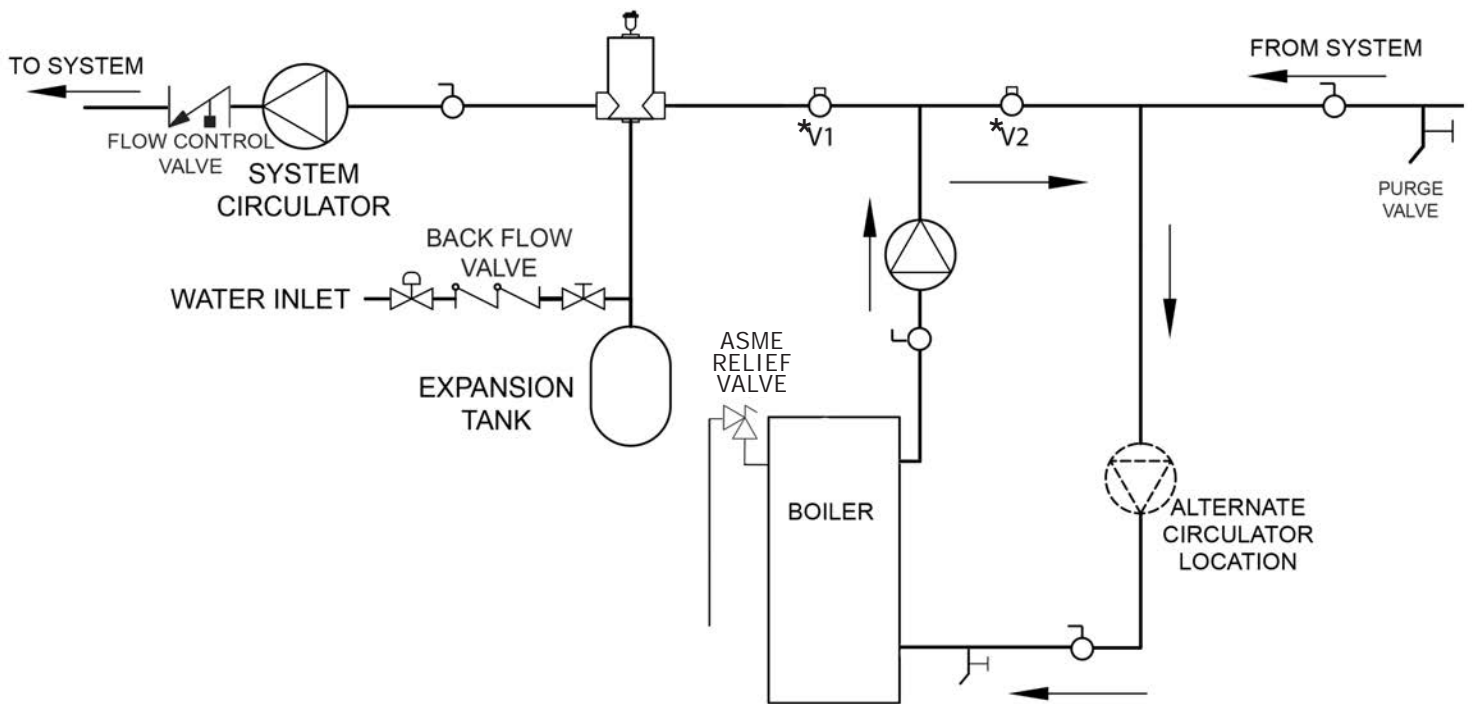 TO SYSTEM
FROM SYSTEM
FLOW CONTROL
VALVE
SYSTEM
CIRCULATOR
*V1
*V2
PURGE
VALVE
BACK FLOW
VALVE
WATER INLET
EXPANSION
TANK
ASME
RELIEF
VALVE
BOILER
ALTERNATE
CIRCULATOR
LOCATION